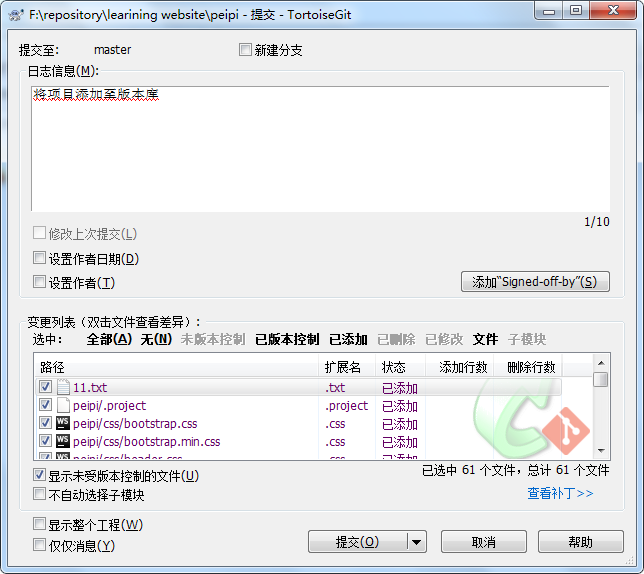 F:\repository\learining website\peipi - 提交 - TortoiseGit
提交至: master 新建分支
日志信息(M):
将项目添加至版本库
1/10
修改上次提交(L)
设置作者日期(D)
设置作者(T) 添加“Signed-off-by”(S)
变更列表（双击文件查看差异）:
选中: 全部(A) 无(N) 未版本控制 已版本控制 已添加 已删除 已修改 文件 子模块
路径 扩展名 状态 添加行数 删除行数
11.txt .txt 已添加
peipi/.project .project 已添加
peipi/css/bootstrap.css .css 已添加
peipi/css/bootstrap.min.css .css 已添加
peipi/css/header.css .css 已添加
显示未受版本控制的文件(U) 已选中 61 个文件，总计 61 个文件
不自动选择子模块 查看补丁>>
显示整个工程(W)
仅仅消息(Y) 提交(O) 取消 帮助